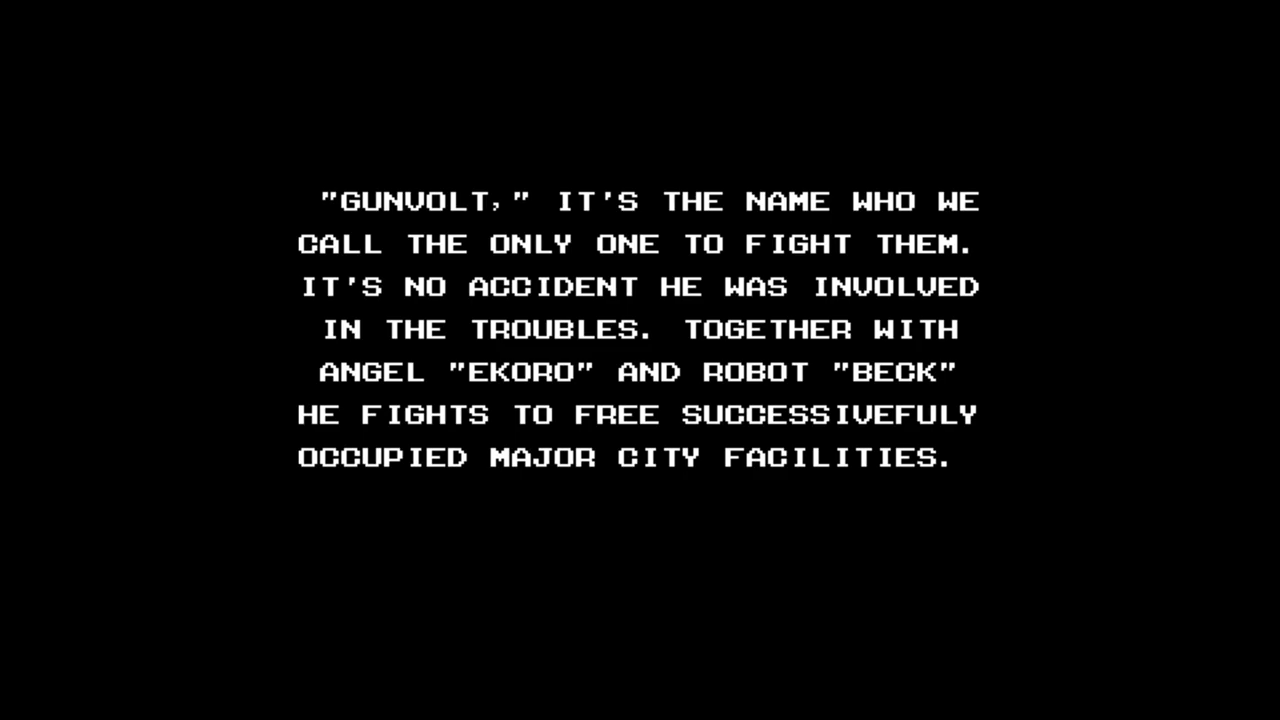 "GUNVOLT," IT'S THE NAME WHO WE
CALL THE ONLY ONE TO FIGHT THEM.
IT'S NO ACCIDENT HE WAS INVOLVED
IN THE TROUBLES. TOGETHER WITH
ANGEL "EKORO" AND ROBOT "BECK"
HE FIGHTS TO FREE SUCCESSIVEFULY
OCCUPIED MAJOR CITY FACILITIES.